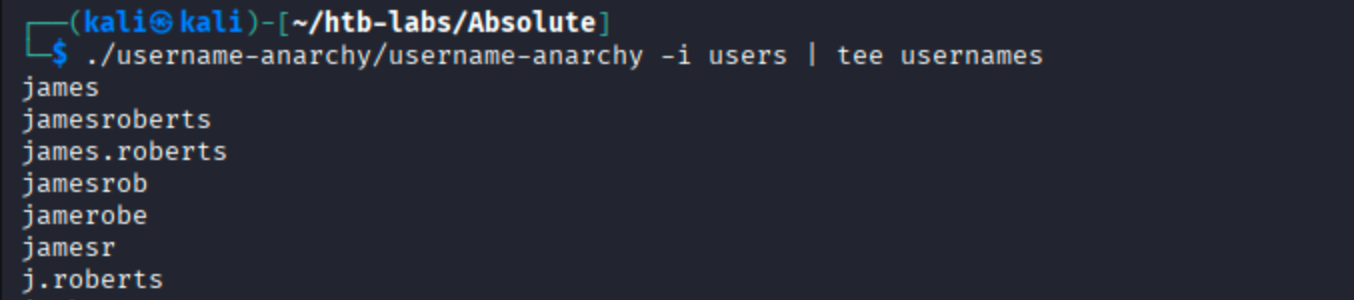 ┌──(kali㉿kali)-[~/htb-labs/Absolute]
└─$ ./username-anarchy/username-anarchy -i users | tee usernames
james
jamesroberts
james.roberts
jamesrob
jamerobe
jamesr
j.roberts